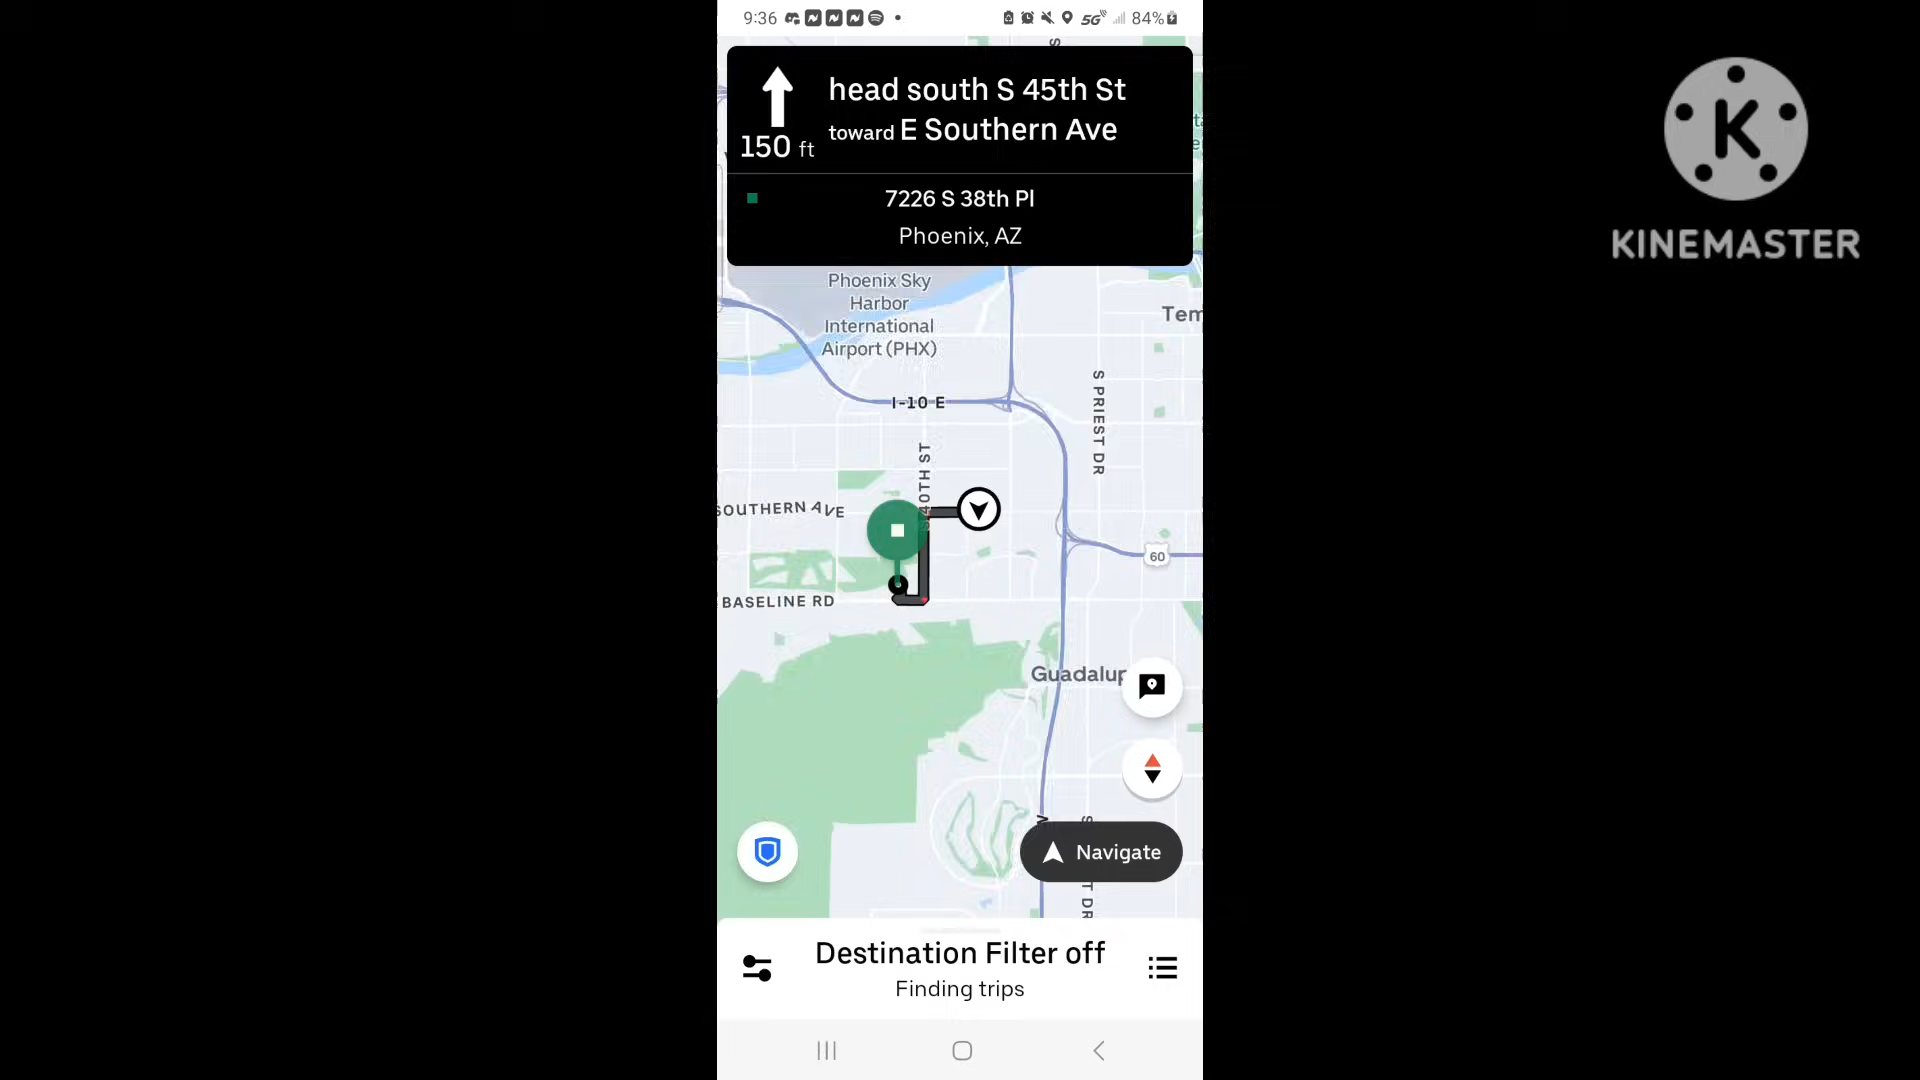 9:36
5G
84%
head south S 45th St
toward E Southern Ave
150 ft
7226 S 38th Pl
Phoenix, AZ
K
KINEMASTER
Phoenix Sky
Harbor
International
Airport (PHX)
Tem
I-10 E
S PRIEST DR
S 40TH ST
SOUTHERN AVE
60
BASELINE RD
Guadalup
Navigate
Destination Filter off
Finding trips